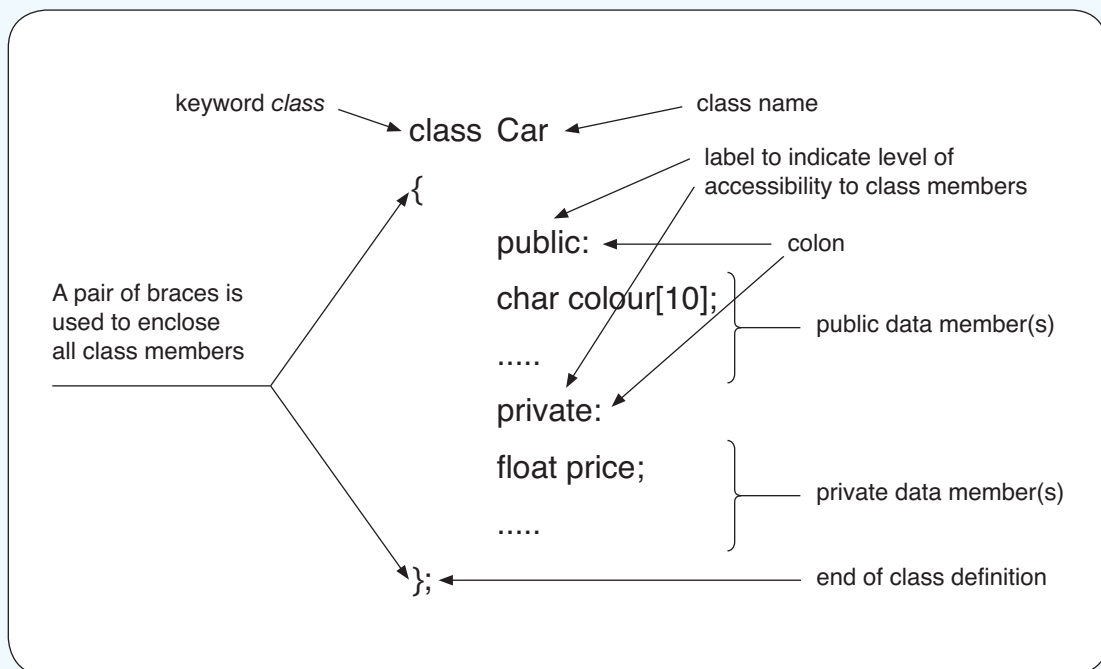 keyword class
class name
class Car
label to indicate level of
accessibility to class members
{
public:
colon
A pair of braces is
used to enclose
all class members
char colour[10];
public data member(s)
.....
private:
float price;
private data member(s)
.....
};
end of class definition